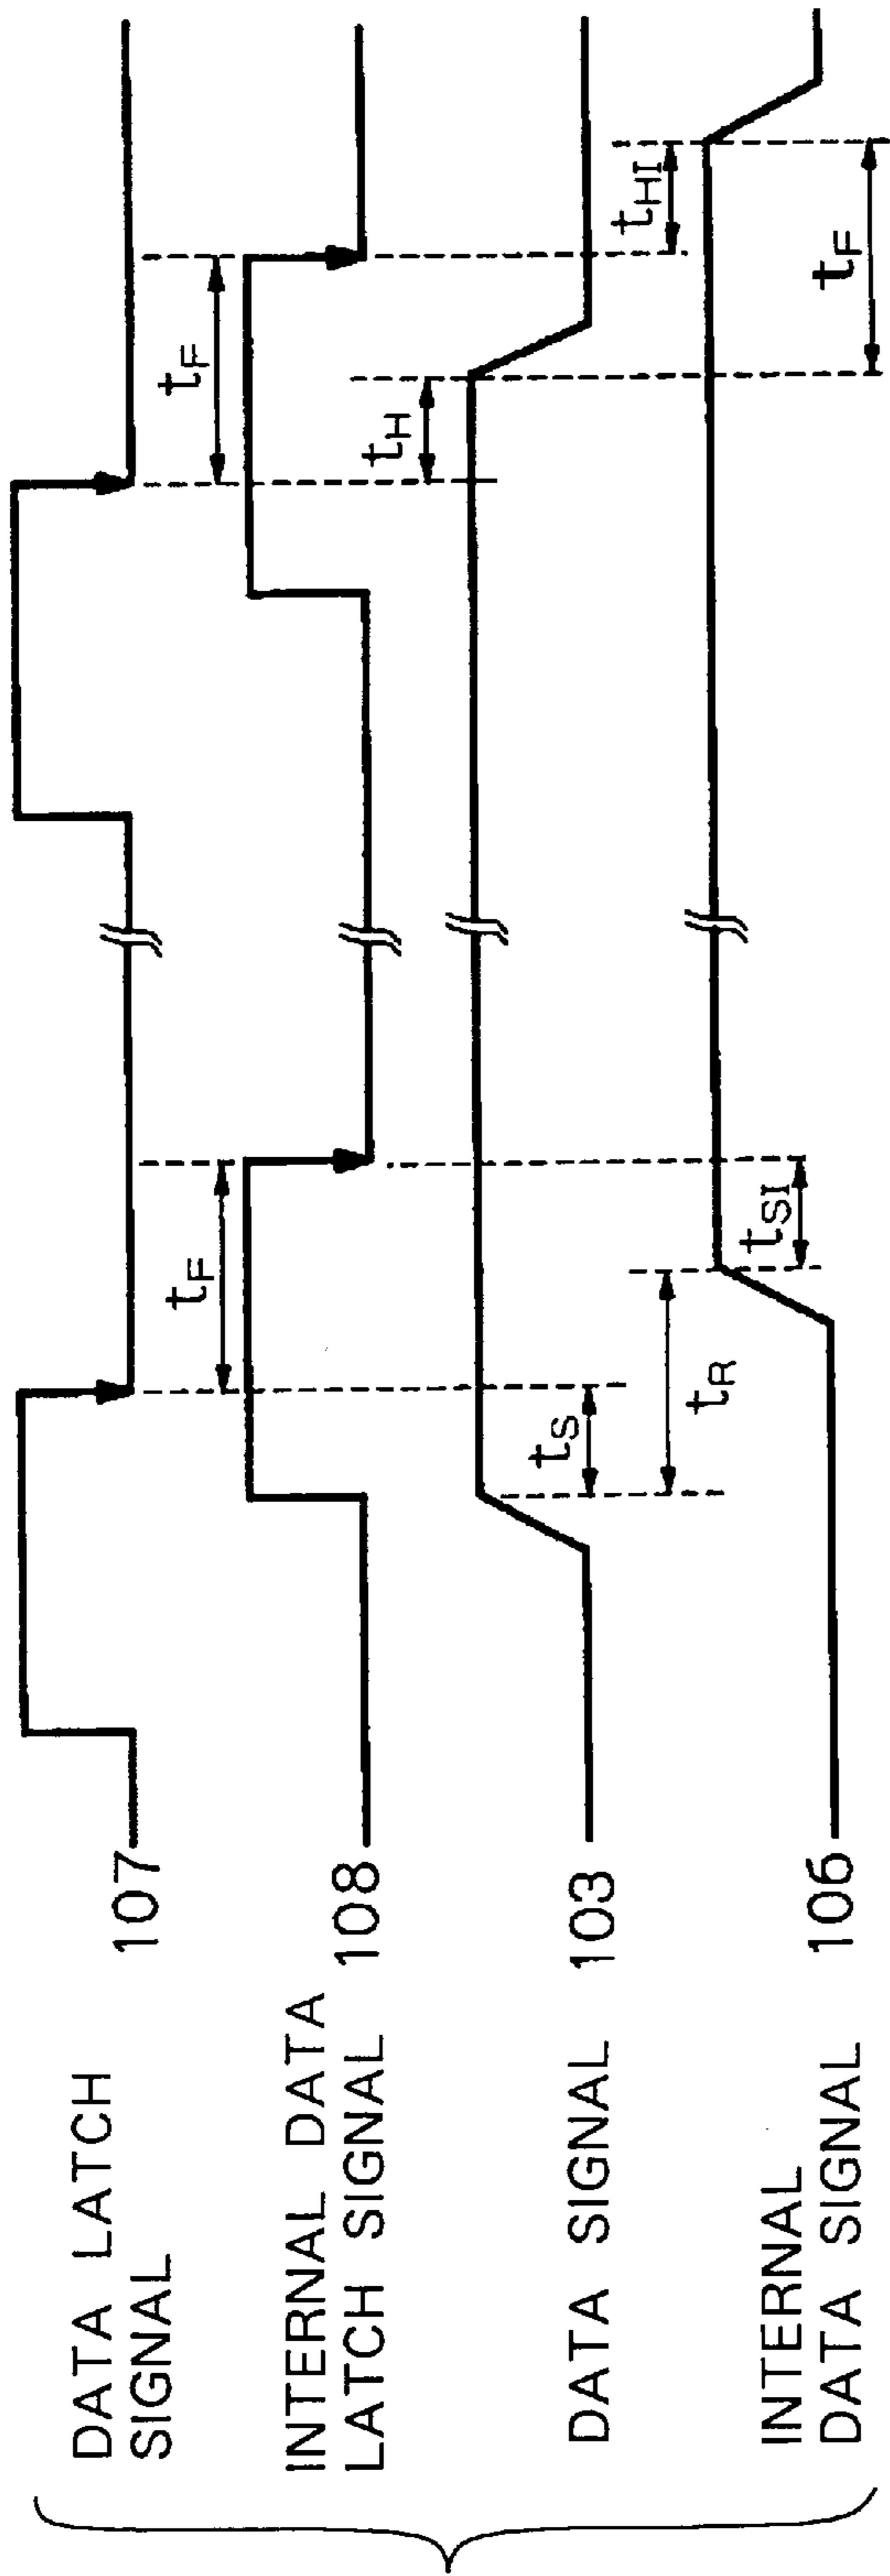 DATA LATCH
SIGNAL 107
INTERNAL DATA
LATCH SIGNAL 108
DATA SIGNAL 103
INTERNAL
DATA SIGNAL 106
tF
tF
tS
tH
tR
tSI
tHI
tF